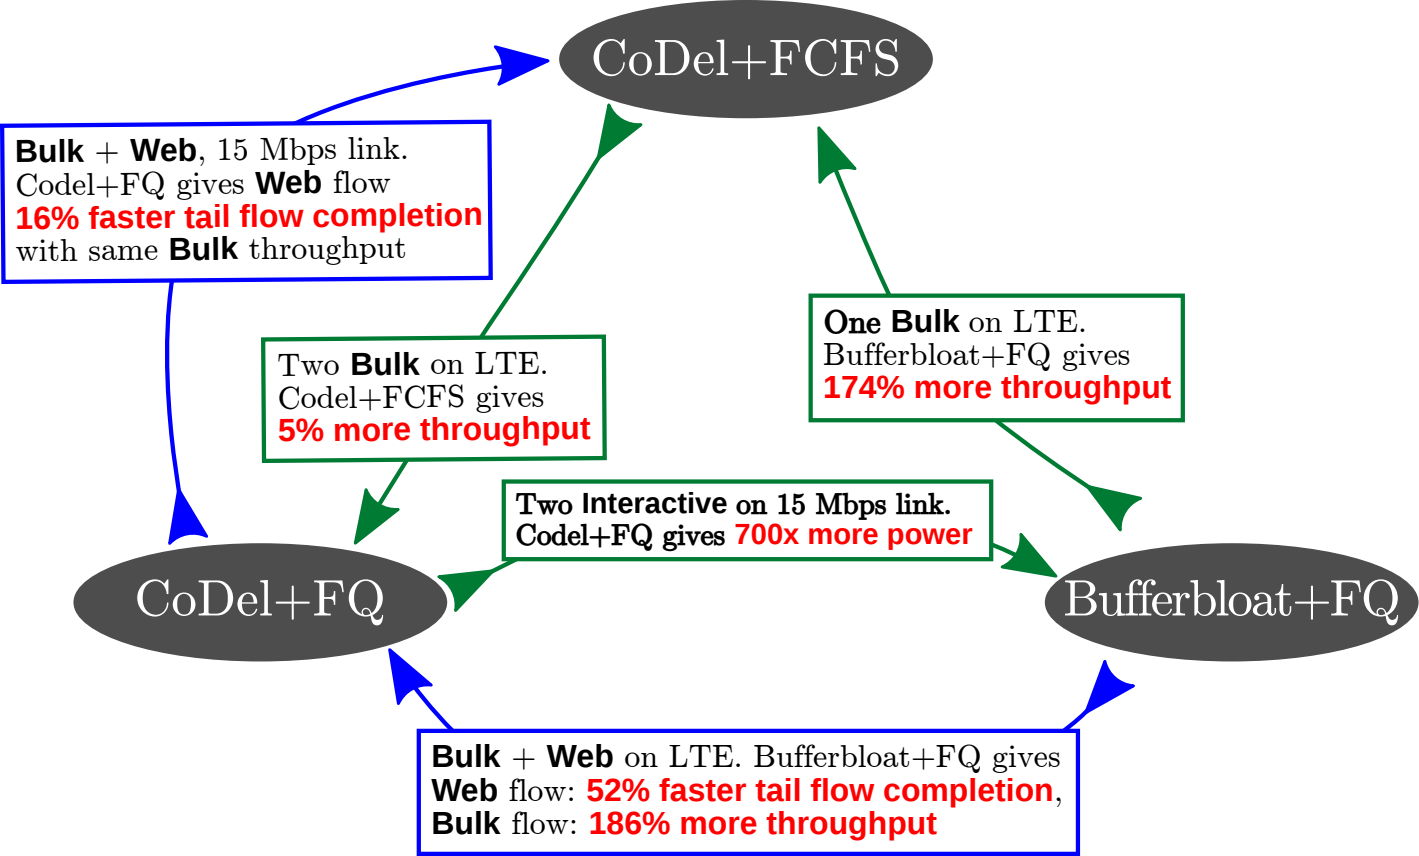 CoDel+FCFS
Bulk + Web, 15 Mbps link.
Codel+FQ gives Web flow
16% faster tail flow completion
with same Bulk throughput
One Bulk on LTE.
Bufferbloat+FQ gives
174% more throughput
Two Bulk on LTE.
Codel+FCFS gives
5% more throughput
Two Interactive on 15 Mbps link.
Codel+FQ gives 700x more power
CoDel+FQ
Bufferbloat+FQ
Bulk + Web on LTE. Bufferbloat+FQ gives
Web flow: 52% faster tail flow completion,
Bulk flow: 186% more throughput